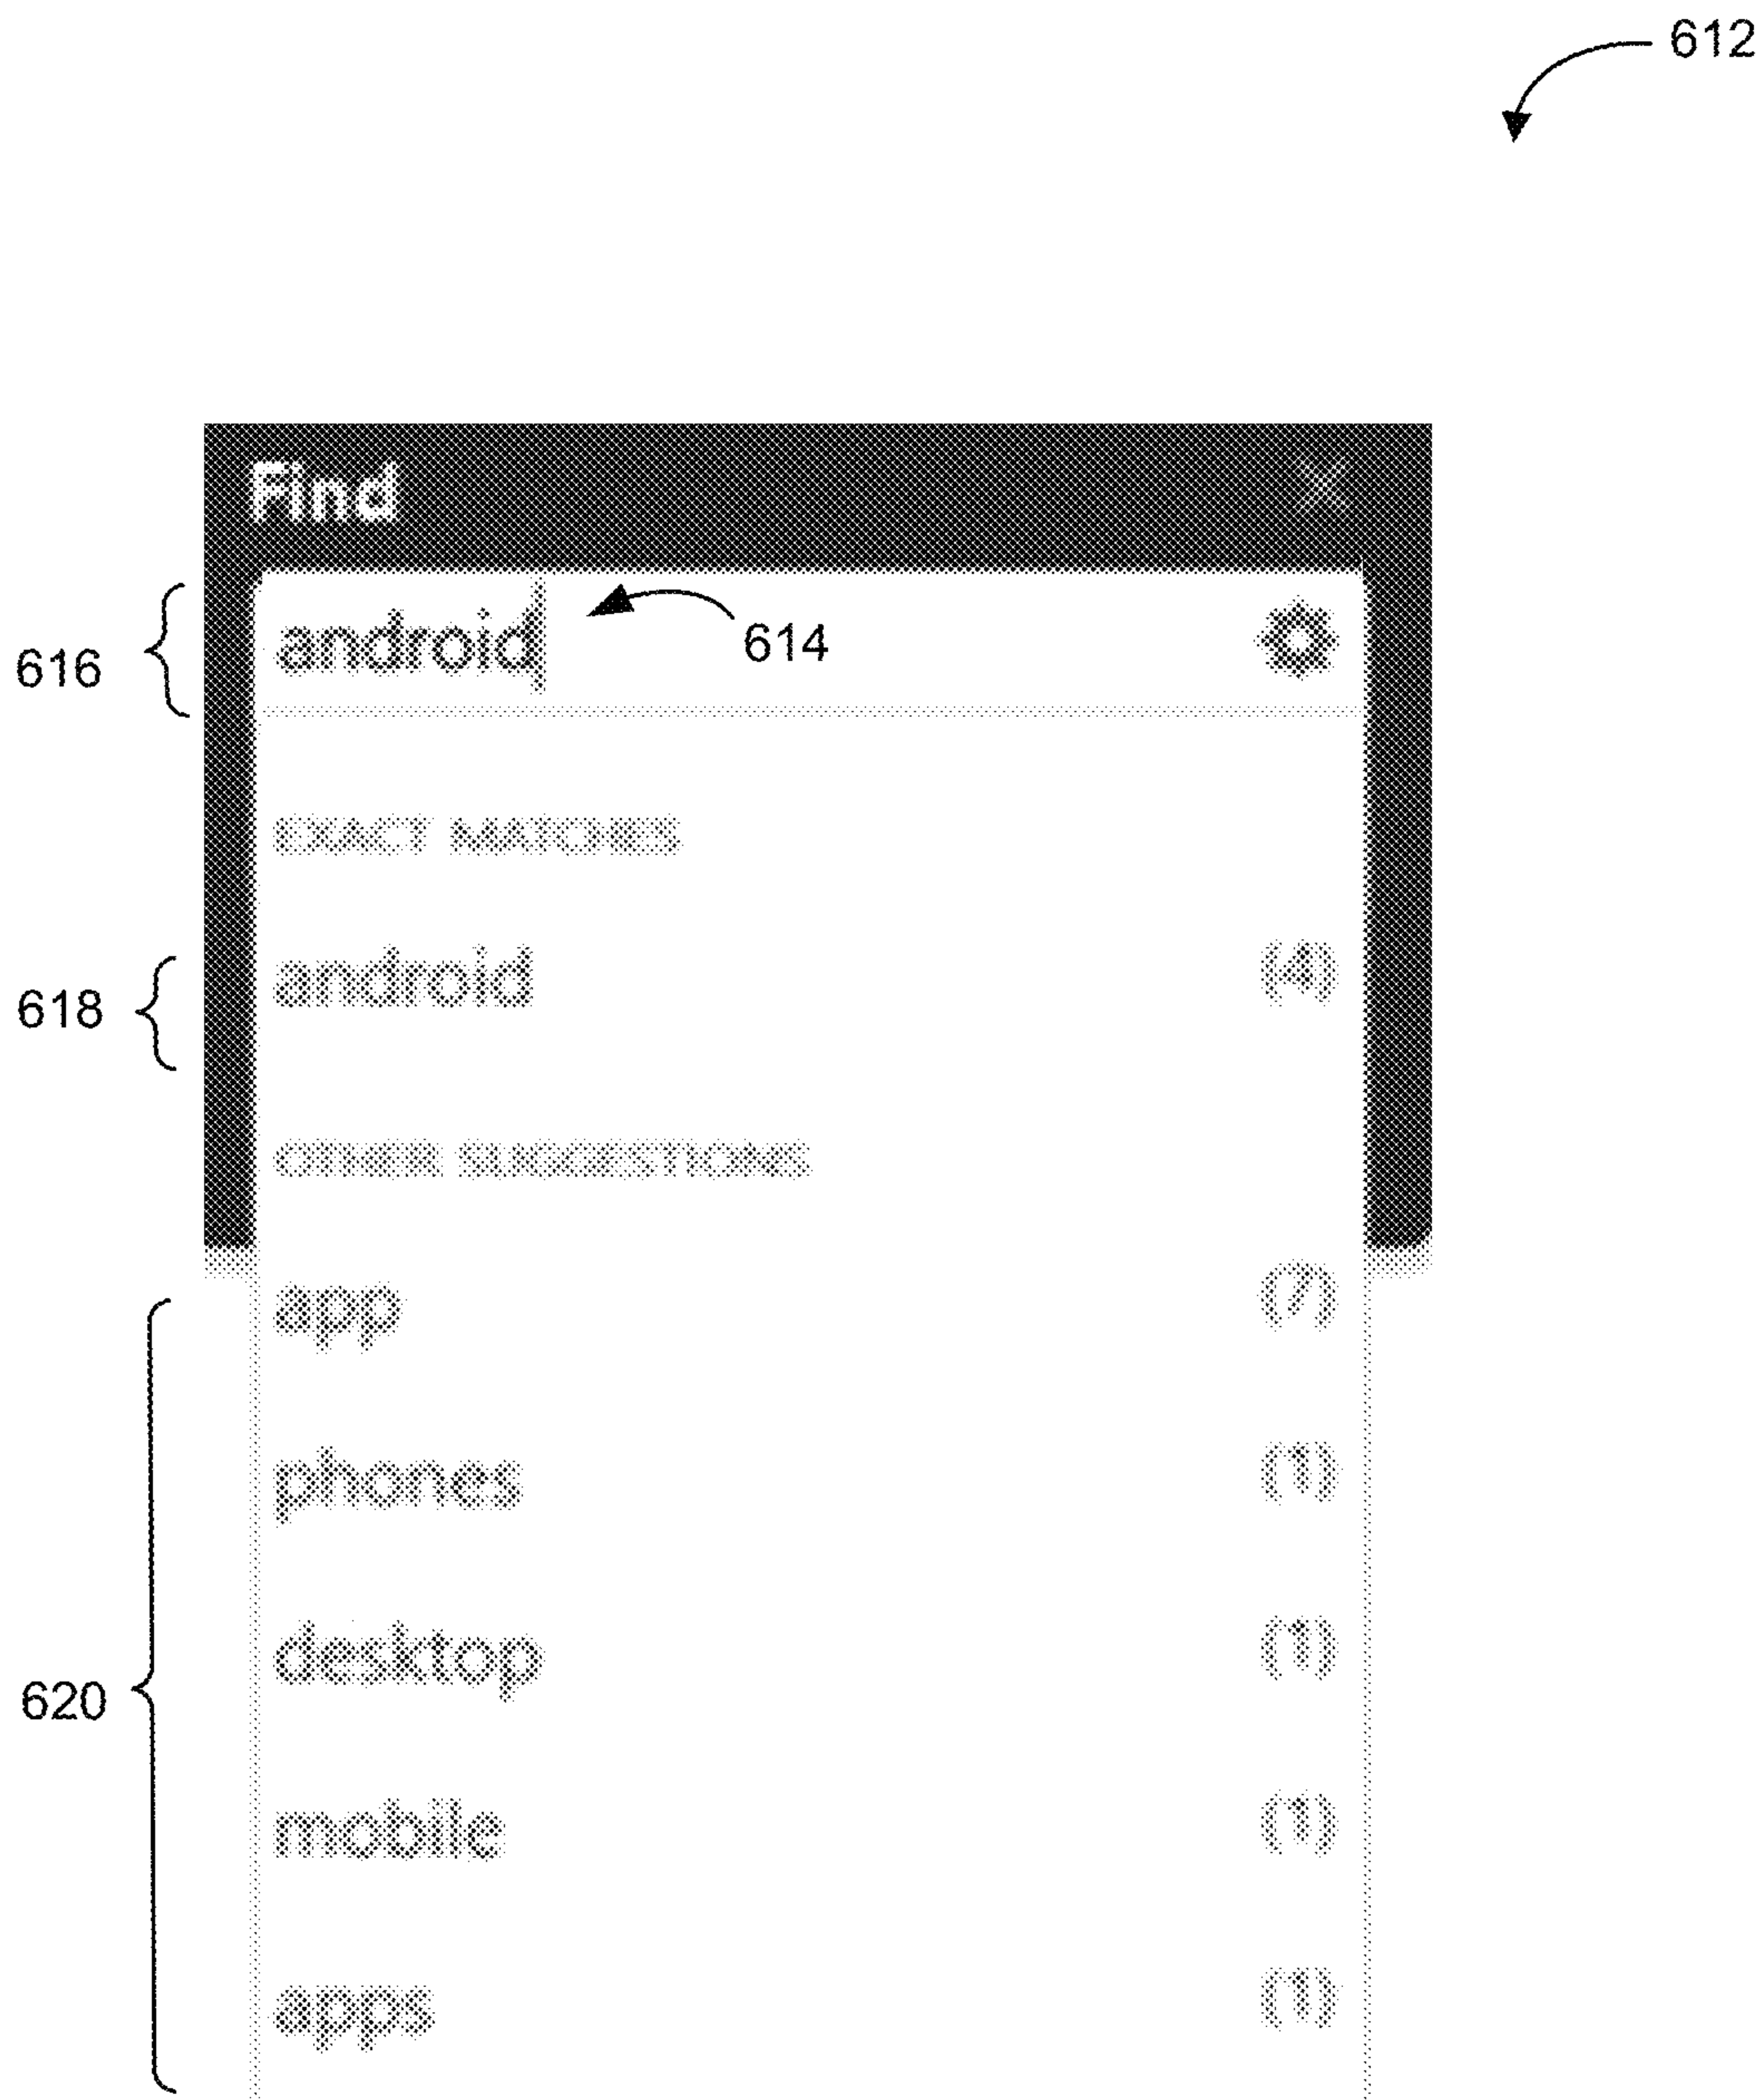 612
Find
616
android
614
EXACT MATCHES
618
android (4)
OTHER SUGGESTIONS
app (7)
phones (1)
desktop (1)
620
mobile (1)
apps (1)